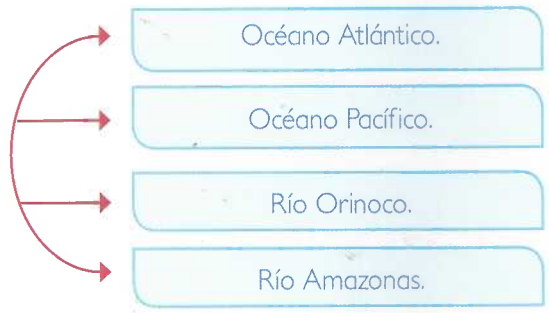 Océano Atlántico.
Océano Pacífico.
Río Orinoco.
Río Amazonas.